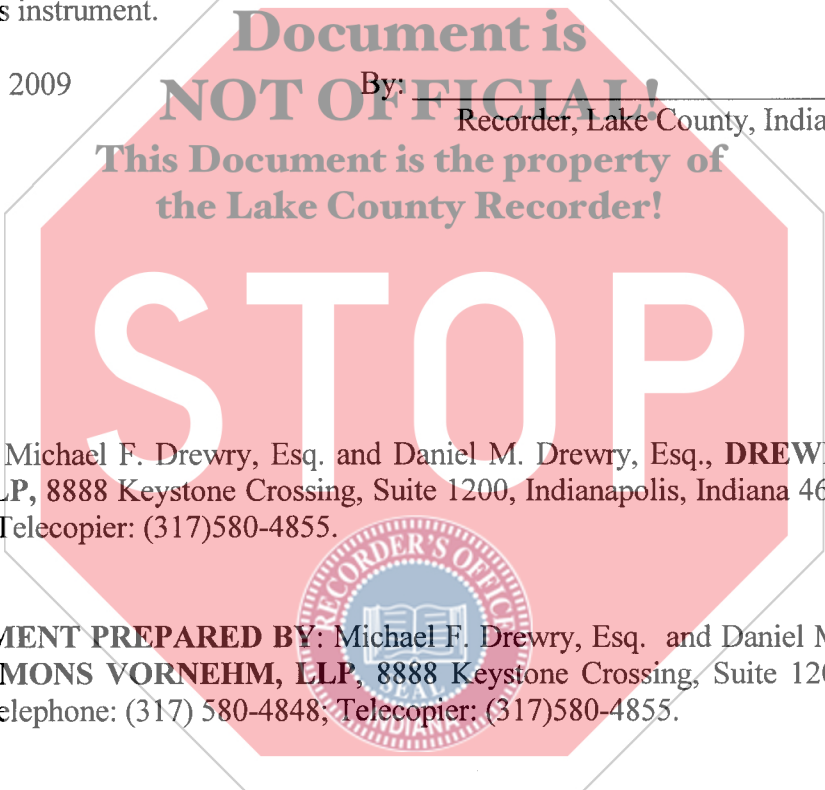 s instrument.
Document is
2009 By:
NOT OFFICIAL!
Recorder, Lake County, India
This Document is the property of
the Lake County Recorder!
STOP
Michael F. Drewry, Esq. and Daniel M. Drewry, Esq., DREW
LP, 8888 Keystone Crossing, Suite 1200, Indianapolis, Indiana 46
Telecopier: (317)580-4855.
RECORDER'S OFFICE
MENT PREPARED BY: Michael F. Drewry, Esq. and Daniel M
MONS VORNEHM, LLP, 8888 Keystone Crossing, Suite 120
SEAL
elephone: (317) 580-4848; Telecopier: (317)580-4855.
INDIANA